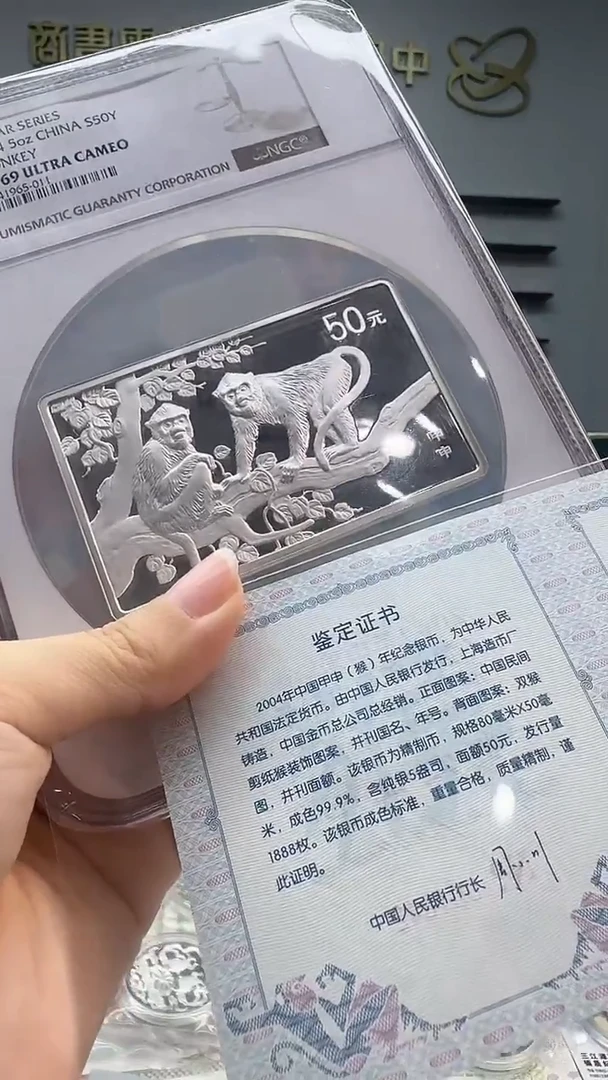 AR SERIES
5oz CHINA S50Y
NKEY
69 ULTRA CAMEO
1965-011
NGC®
UMISMATIC GUARANTY CORPORATION
50元
甲
申
鉴定证书
2004年中国甲申（猴）年纪念银币，为中华人民
共和国法定货币。由中国人民银行发行，上海造币厂
铸造，中国金币总公司总经销。正面图案：中国民间
剪纸猴装饰图案，并刊国名、年号。背面图案：双猴
图，并刊面额。该银币为精制币，规格80毫米X50毫
米，成色99.9%，含纯银5盎司，面额50元，发行量
1888枚。该银币成色标准，重量合格，质量精制，谨
此证明。
中国人民银行行长